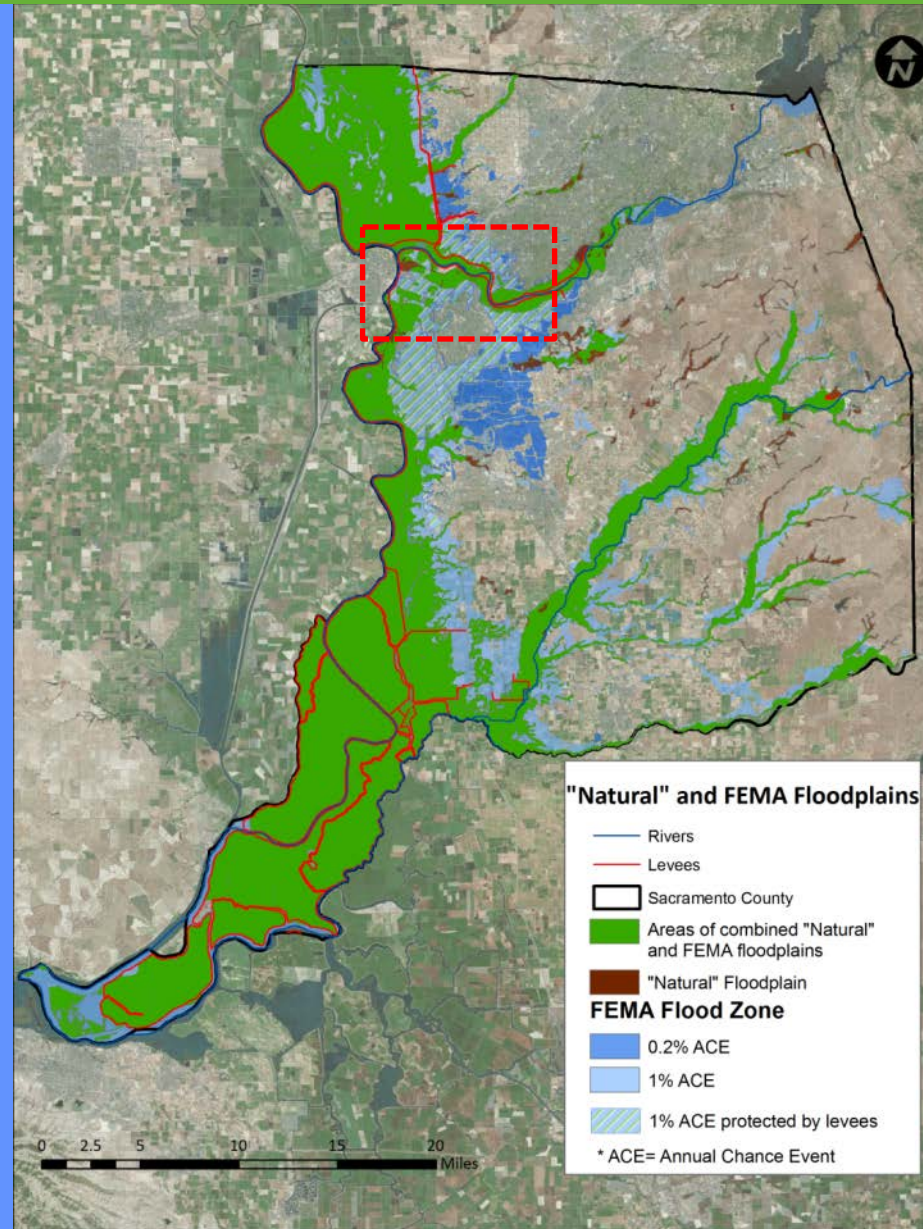 N
"Natural" and FEMA Floodplains
Rivers
Levees
Sacramento County
Areas of combined "Natural"
and FEMA floodplains
"Natural" Floodplain
FEMA Flood Zone
0.2% ACE
1% ACE
1% ACE protected by levees
* ACE= Annual Chance Event
0 2.5 5 10 15 20
Miles